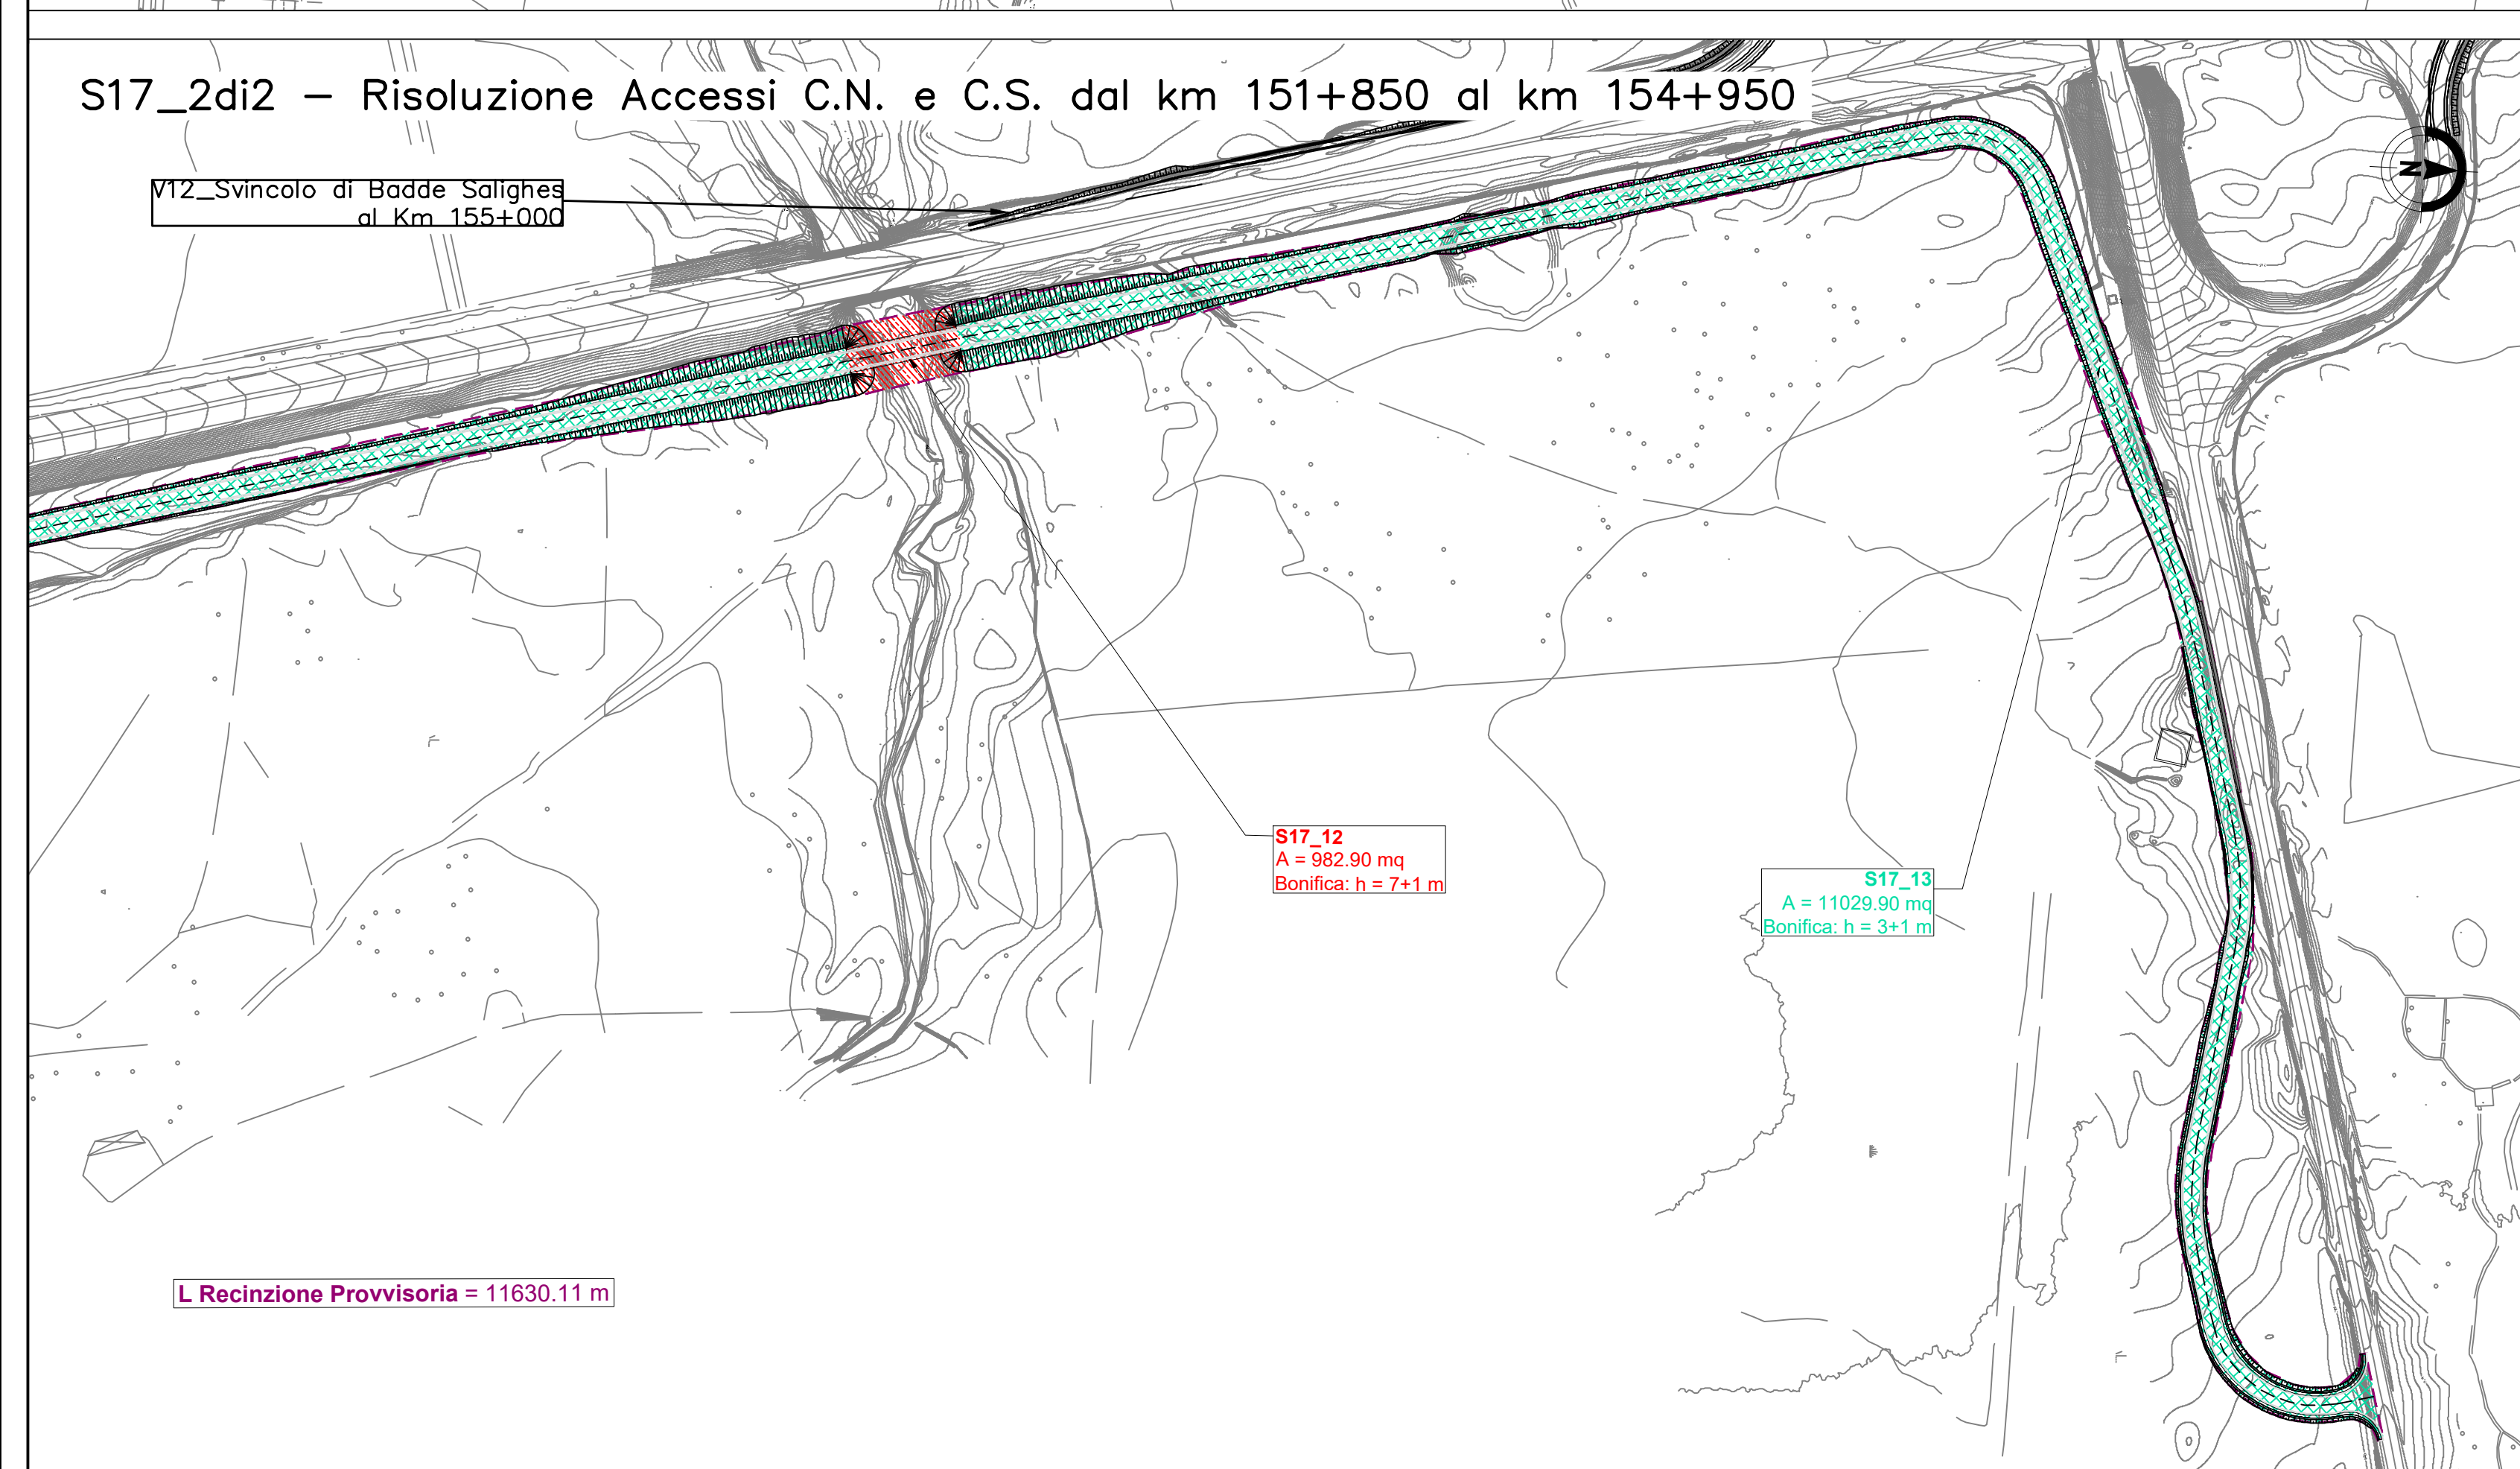 S17_2di2 – Risoluzione Accessi C.N. e C.S. dal km 151+850 al km 154+950
V12_Svincolo di Badde Salighes
al Km 155+000
N
S17_12
A = 982.90 mq
Bonifica: h = 7+1 m
S17_13
A = 11029.90 mq
Bonifica: h = 3+1 m
L Recinzione Provvisoria = 11630.11 m